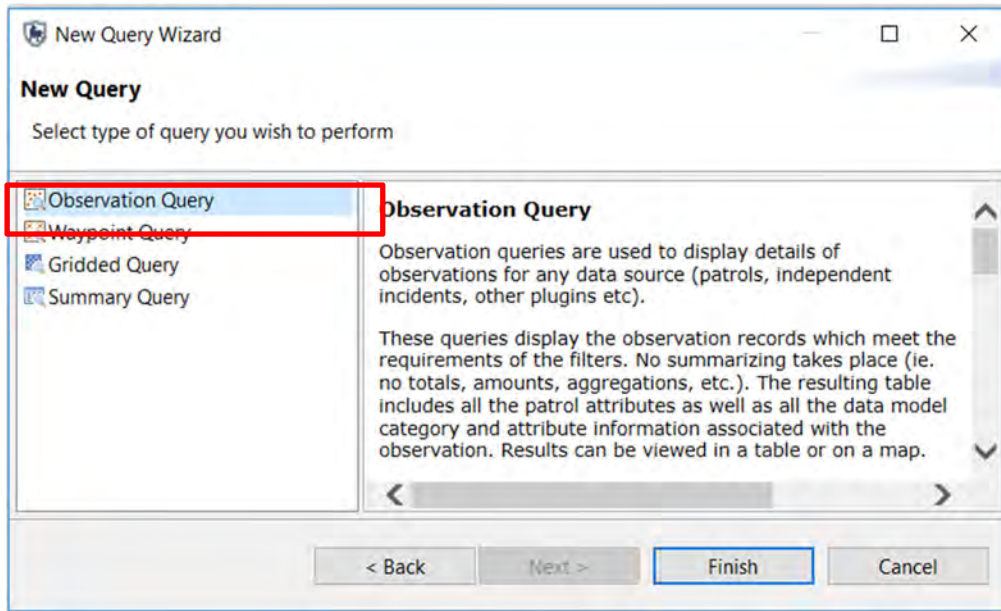 New Query Wizard
New Query
Select type of query you wish to perform
Observation Query
Waypoint Query
Gridded Query
Summary Query
Observation Query
Observation queries are used to display details of
observations for any data source (patrols, independent
incidents, other plugins etc).
These queries display the observation records which meet the
requirements of the filters. No summarizing takes place (ie.
no totals, amounts, aggregations, etc.). The resulting table
includes all the patrol attributes as well as all the data model
category and attribute information associated with the
observation. Results can be viewed in a table or on a map.
< Back
Next >
Finish
Cancel